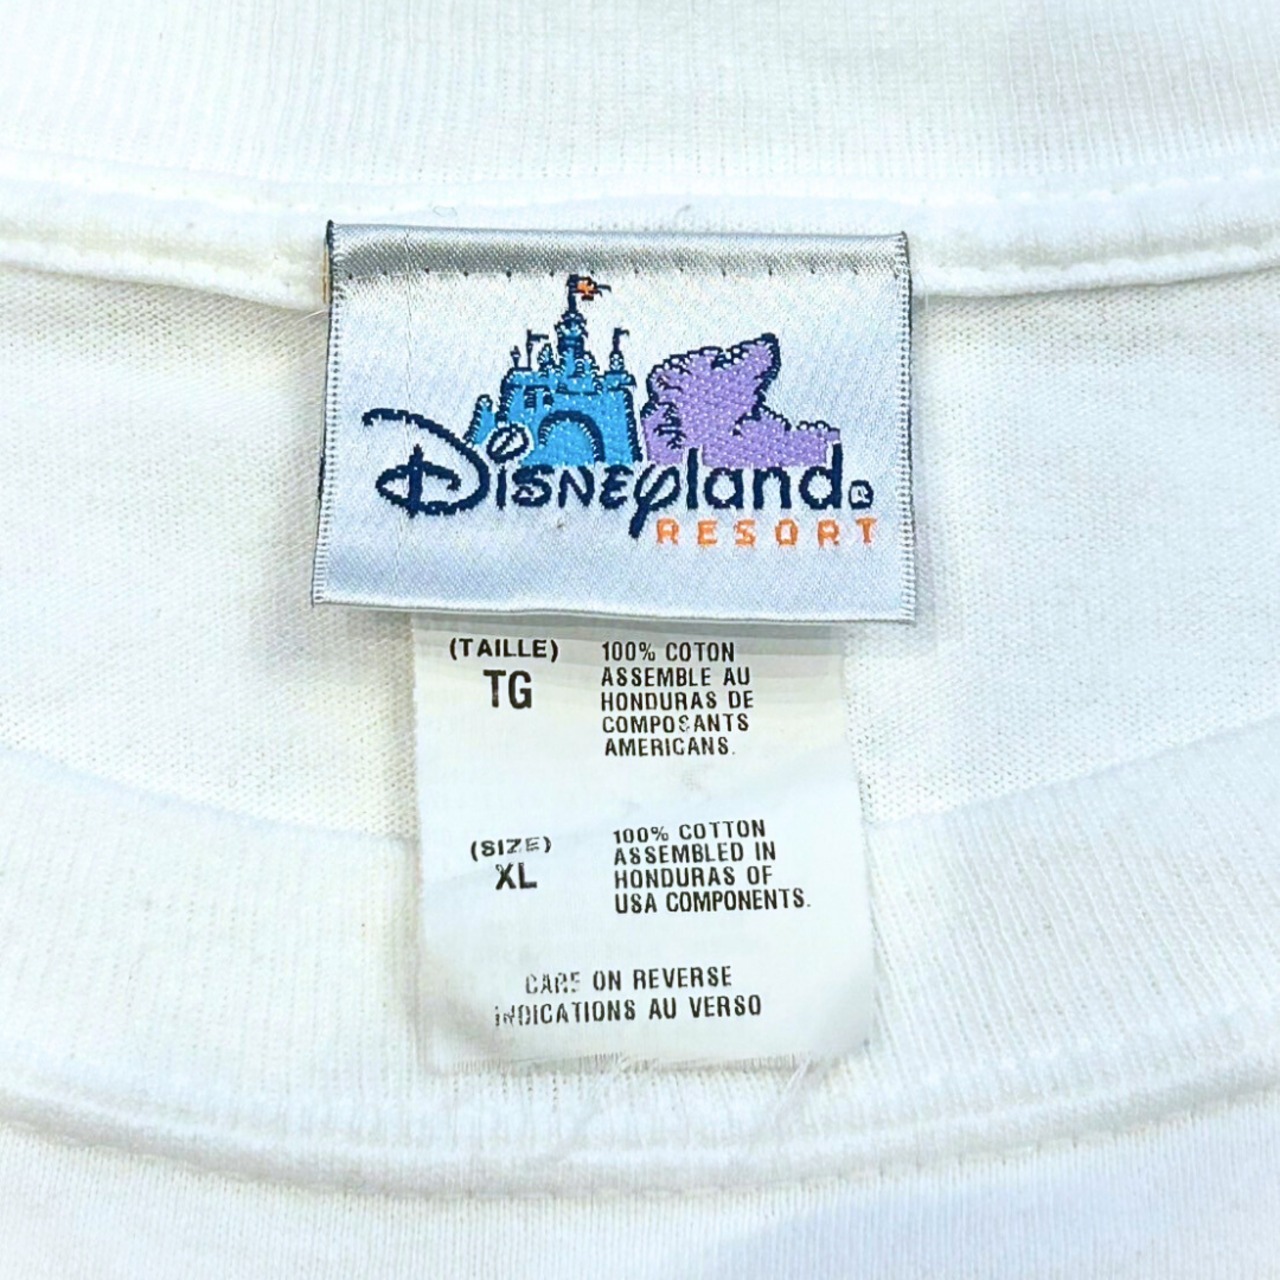 Disneyland®
RESORT
(TAILLE)
TG
100% COTON
ASSEMBLE AU
HONDURAS DE
COMPOSANTS
AMERICANS.
(SIZE)
XL
100% COTTON
ASSEMBLED IN
HONDURAS OF
USA COMPONENTS.
CARE ON REVERSE
INDICATIONS AU VERSO